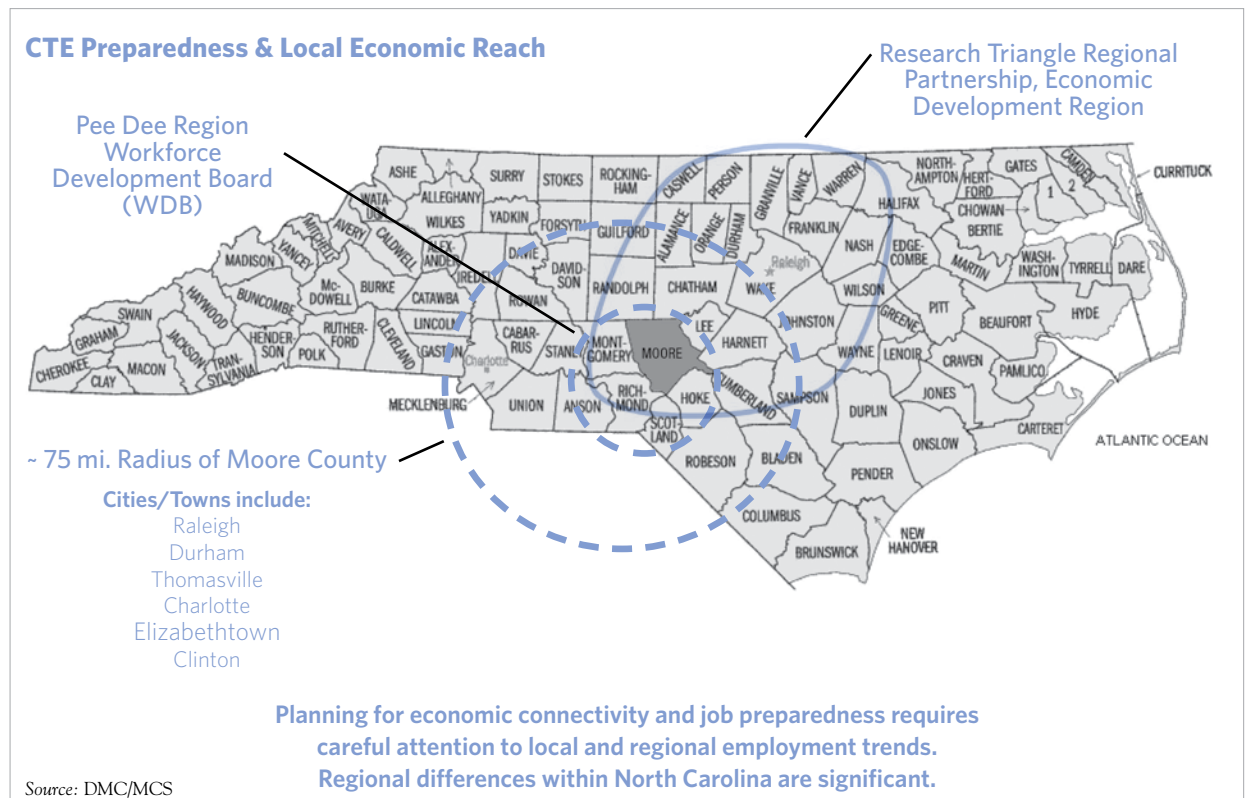 CTE Preparedness & Local Economic Reach
Research Triangle Regional
Partnership, Economic
Development Region
Pee Dee Region
Workforce
Development Board
(WDB)
ASHE
ALLEGHANY
SURRY
STOKES
ROCKING-
HAM
CASWELL
PERSON
GRANVILLE
VANCE
WARREN
NORTH-
AMPTON
HERT-
FORD
GATES
CAMDEN
1
2
CURRITUCK
WATA-
UGA
WILKES
YADKIN
FORSYTH
GUILFORD
ALAMANCE
ORANGE
DURHAM
FRANKLIN
HALIFAX
CHOWAN
BERTIE
MITCHELL
AVERY
YANCEY
CALDWELL
ALEX-
ANDER
IREDELL
DAVIE
DAVID-
SON
NASH
EDGE-
COMBE
MARTIN
WASH-
INGTON
TYRRELL
DARE
MADISON
BUNCOMBE
Mc-
DOWELL
BURKE
CATAWBA
ROWAN
RANDOLPH
CHATHAM
Raleigh
WAKE
WILSON
PITT
BEAUFORT
HYDE
HAYWOOD
SWAIN
GRAHAM
CHEROKEE
CLAY
MACON
JACKSON
TRAN-
SYLVANIA
HENDER-
SON
POLK
RUTHER-
FORD
CLEVELAND
LINCOLN
GASTON
Charlotte
MECKLENBURG
CABAR-
RUS
STANLY
MONT-
GOMERY
MOORE
LEE
HARNETT
JOHNSTON
WAYNE
GREENE
LENOIR
CRAVEN
PAMLICO
JONES
UNION
ANSON
RICH-
MOND
SCOT-
LAND
HOKE
CUMBERLAND
SAMPSON
DUPLIN
ONSLOW
CARTERET
ATLANTIC OCEAN
ROBESON
BLADEN
PENDER
COLUMBUS
BRUNSWICK
NEW
HANOVER
~ 75 mi. Radius of Moore County
Cities/Towns include:
Raleigh
Durham
Thomasville
Charlotte
Elizabethtown
Clinton
Planning for economic connectivity and job preparedness requires
careful attention to local and regional employment trends.
Regional differences within North Carolina are significant.
Source: DMC/MCS